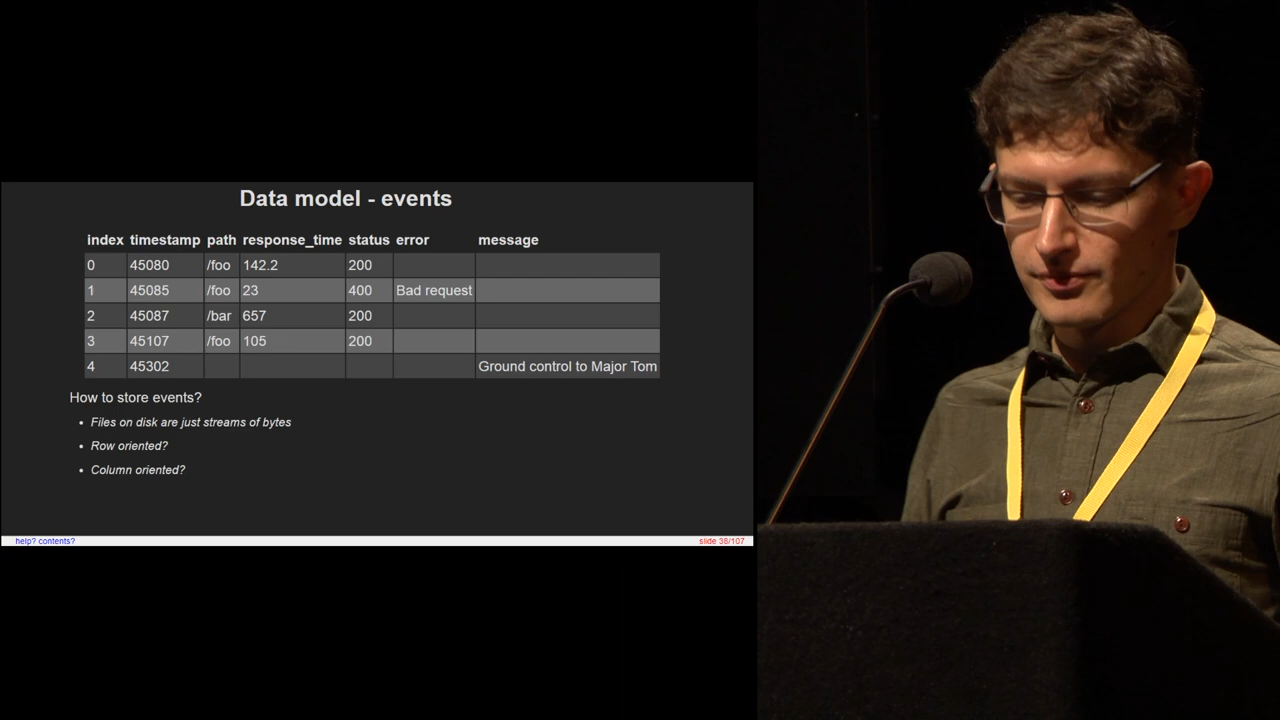 Data model - events
index timestamp path response_time status error message
0 45080 /foo 142.2 200
1 45085 /foo 23 400 Bad request
2 45087 /bar 657 200
3 45107 /foo 105 200
4 45302 Ground control to Major Tom
How to store events?
• Files on disk are just streams of bytes
• Row oriented?
• Column oriented?
help? contents? slide 38/107